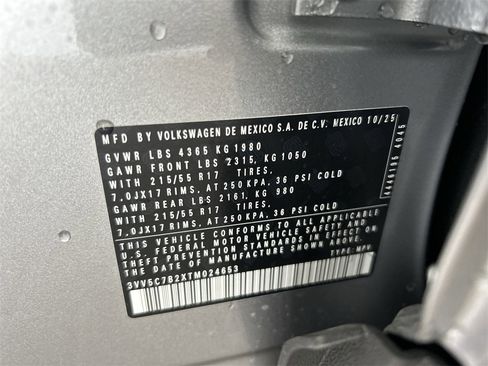 MFD BY VOLKSWAGEN DE MEXICO S.A. DE C.V. MEXICO 10/25
GVWR LBS 4365 KG 1980
GAWR FRONT LBS 2315, KG 1050
WITH 215/55 R17 TIRES,
7.0JX17 RIMS, AT 250 KPA, 36 PSI COLD
GAWR REAR LBS 2161, KG 980
WITH 215/55 R17 TIRES,
7.0JX17 RIMS, AT 250 KPA, 36 PSI COLD
THIS VEHICLE CONFORMS TO ALL APPLICABLE
U.S. FEDERAL MOTOR VEHICLE SAFETY AND
THEFT PREVENTION STANDARDS IN EFFECT ON
THE DATE OF MANUFACTURE SHOWN ABOVE.
3VV6C7B2XTM024653 TYPE: MPV
4045